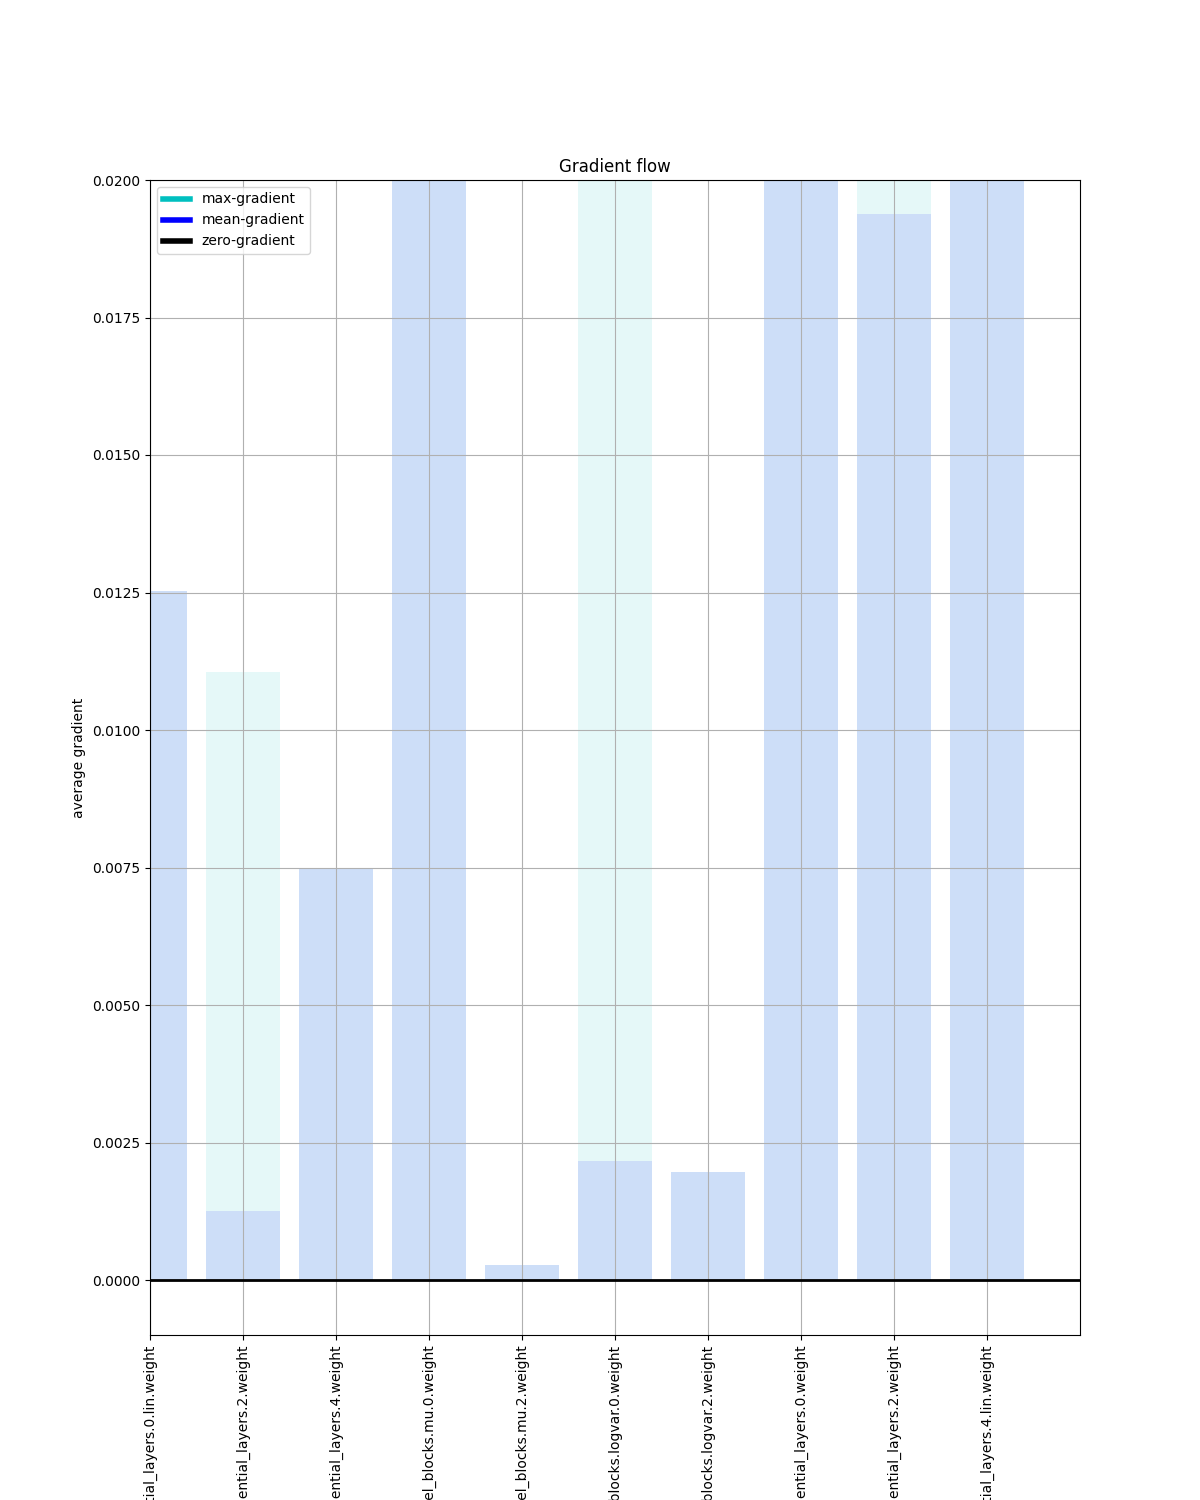 Gradient flow
max-gradient
mean-gradient
zero-gradient
0.0200
0.0175
0.0150
0.0125
0.0100
0.0075
0.0050
0.0025
0.0000
average gradient
tial_layers.0.lin.weight
ential_layers.2.weight
ential_layers.4.weight
el_blocks.mu.0.weight
el_blocks.mu.2.weight
blocks.logvar.0.weight
blocks.logvar.2.weight
ential_layers.0.weight
ential_layers.2.weight
tial_layers.4.lin.weight